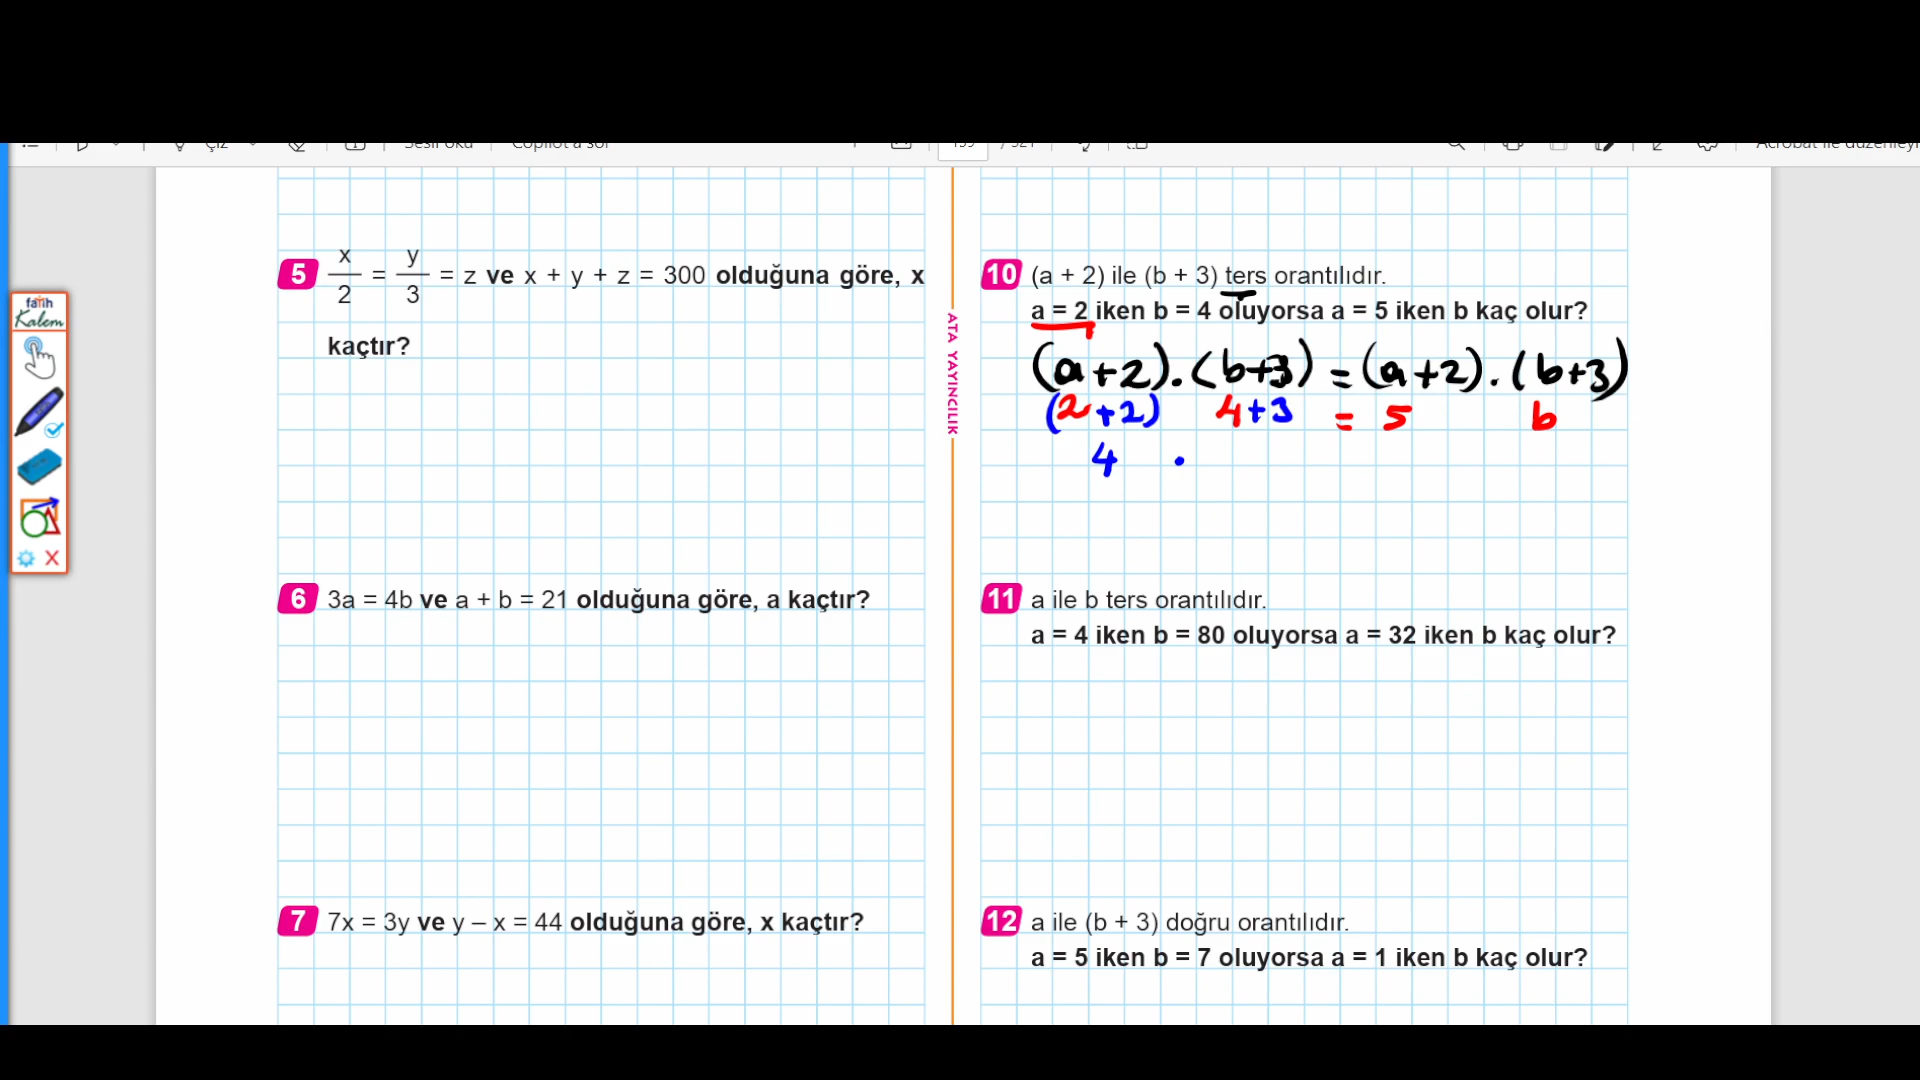 Sesli oku
Copilot'a sor
fatih
Kalem
5 x/2 = y/3 = z ve x + y + z = 300 olduğuna göre, x
kaçtır?
6 3a = 4b ve a + b = 21 olduğuna göre, a kaçtır?
7 7x = 3y ve y – x = 44 olduğuna göre, x kaçtır?
ATA YAYINCILIK
10 (a + 2) ile (b + 3) ters orantılıdır.
a = 2 iken b = 4 oluyorsa a = 5 iken b kaç olur?
(a+2).(b+3) = (a+2).(b+3)
(2+2) 4+3 = 5 b
4 .
11 a ile b ters orantılıdır.
a = 4 iken b = 80 oluyorsa a = 32 iken b kaç olur?
12 a ile (b + 3) doğru orantılıdır.
a = 5 iken b = 7 oluyorsa a = 1 iken b kaç olur?